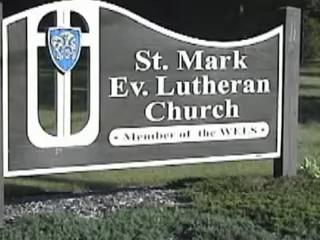 St. Mark
Ev. Lutheran
Church
• Member of the WELS •